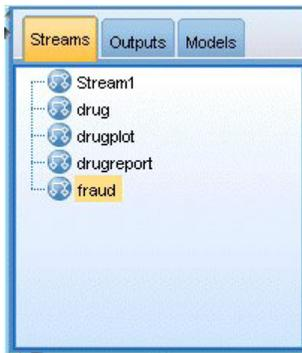 Streams Outputs Models
Stream1
drug
drugplot
drugreport
fraud